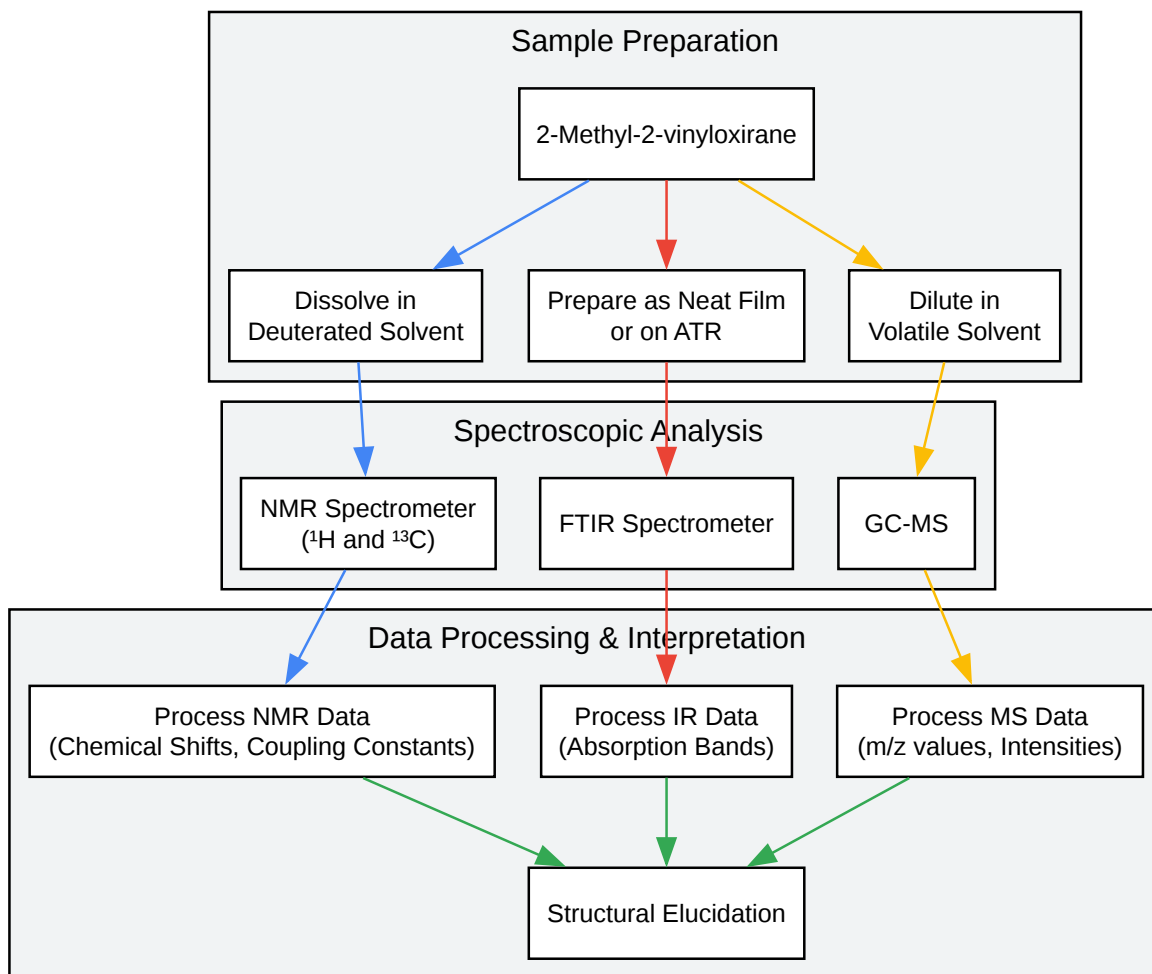 Sample Preparation
2-Methyl-2-vinyloxirane
Dissolve in
Deuterated Solvent
Prepare as Neat Film
or on ATR
Dilute in
Volatile Solvent
Spectroscopic Analysis
NMR Spectrometer
(¹H and ¹³C)
FTIR Spectrometer
GC-MS
Data Processing & Interpretation
Process NMR Data
(Chemical Shifts, Coupling Constants)
Process IR Data
(Absorption Bands)
Process MS Data
(m/z values, Intensities)
Structural Elucidation